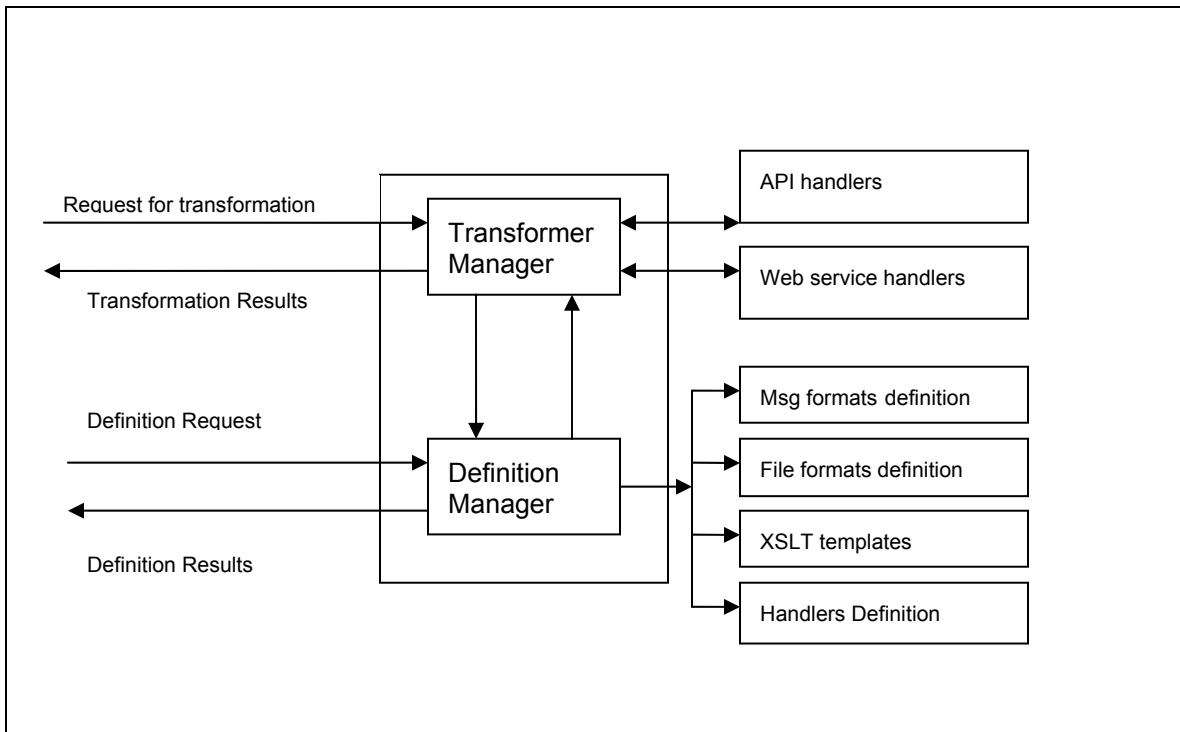 Request for transformation
Transformation Results
Definition Request
Definition Results
Transformer
Manager
Definition
Manager
API handlers
Web service handlers
Msg formats definition
File formats definition
XSLT templates
Handlers Definition